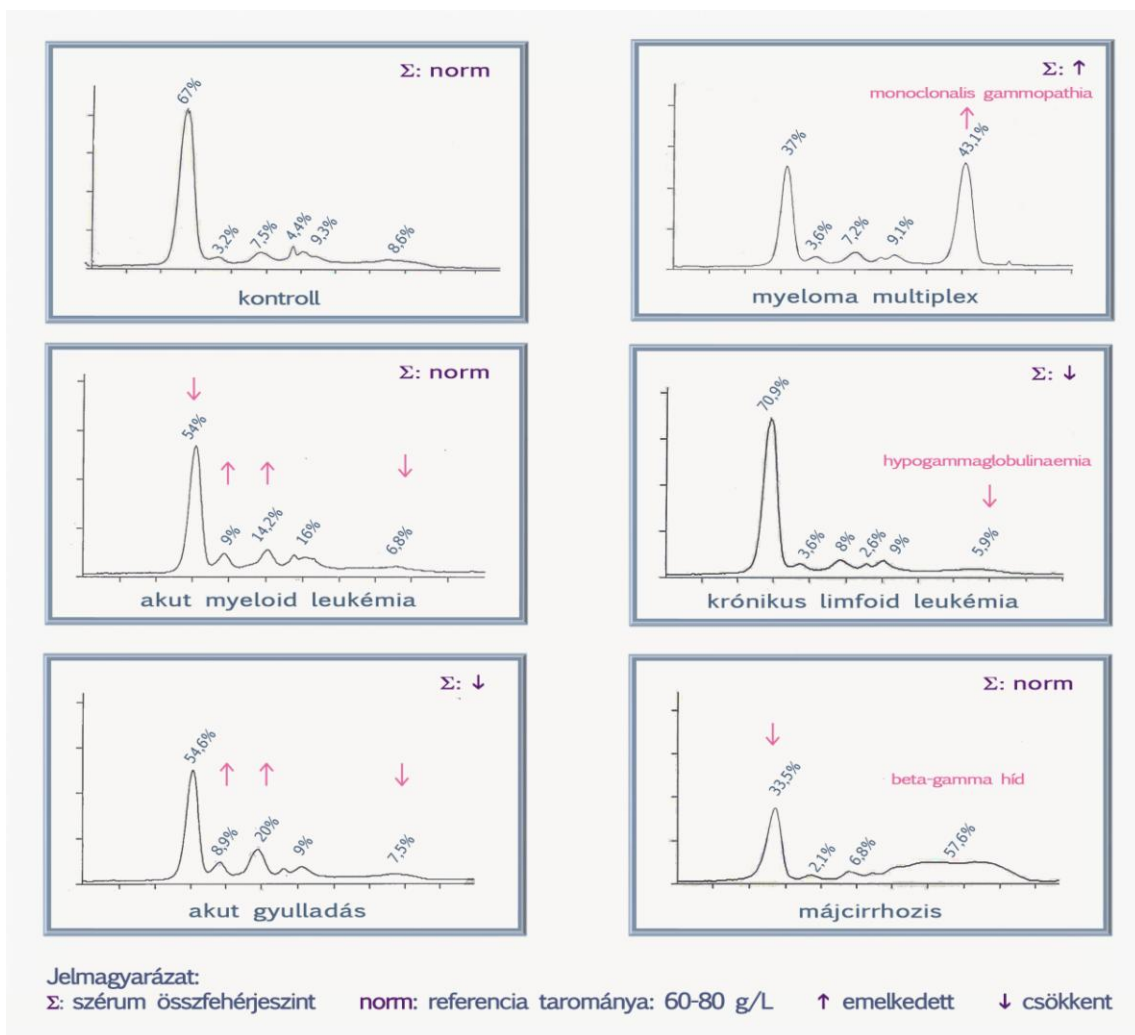 Σ: norm
67%
3,2%
7,5%
4,4%
9,3%
8,6%
kontroll
Σ: ↑
monoclonalis gammopathia
↑
37%
3,6%
7,2%
9,1%
43,1%
myeloma multiplex
Σ: norm
↓ ↑ ↑ ↓
54%
9%
14,2%
16%
6,8%
akut myeloid leukémia
Σ: ↓
70,9%
hypogammaglobulinaemia
↓
3,6%
8%
2,6%
9%
5,9%
krónikus limfoid leukémia
Σ: ↓
↑ ↑ ↓
54,6%
8,9%
20%
9%
7,5%
akut gyulladás
Σ: norm
↓
33,5%
beta-gamma híd
2,1%
6,8%
57,6%
májcirrhozis
Jelmagyarázat:
Σ: szérum összfehérjeszint norm: referencia tarománya: 60-80 g/L ↑ emelkedett ↓ csökkent